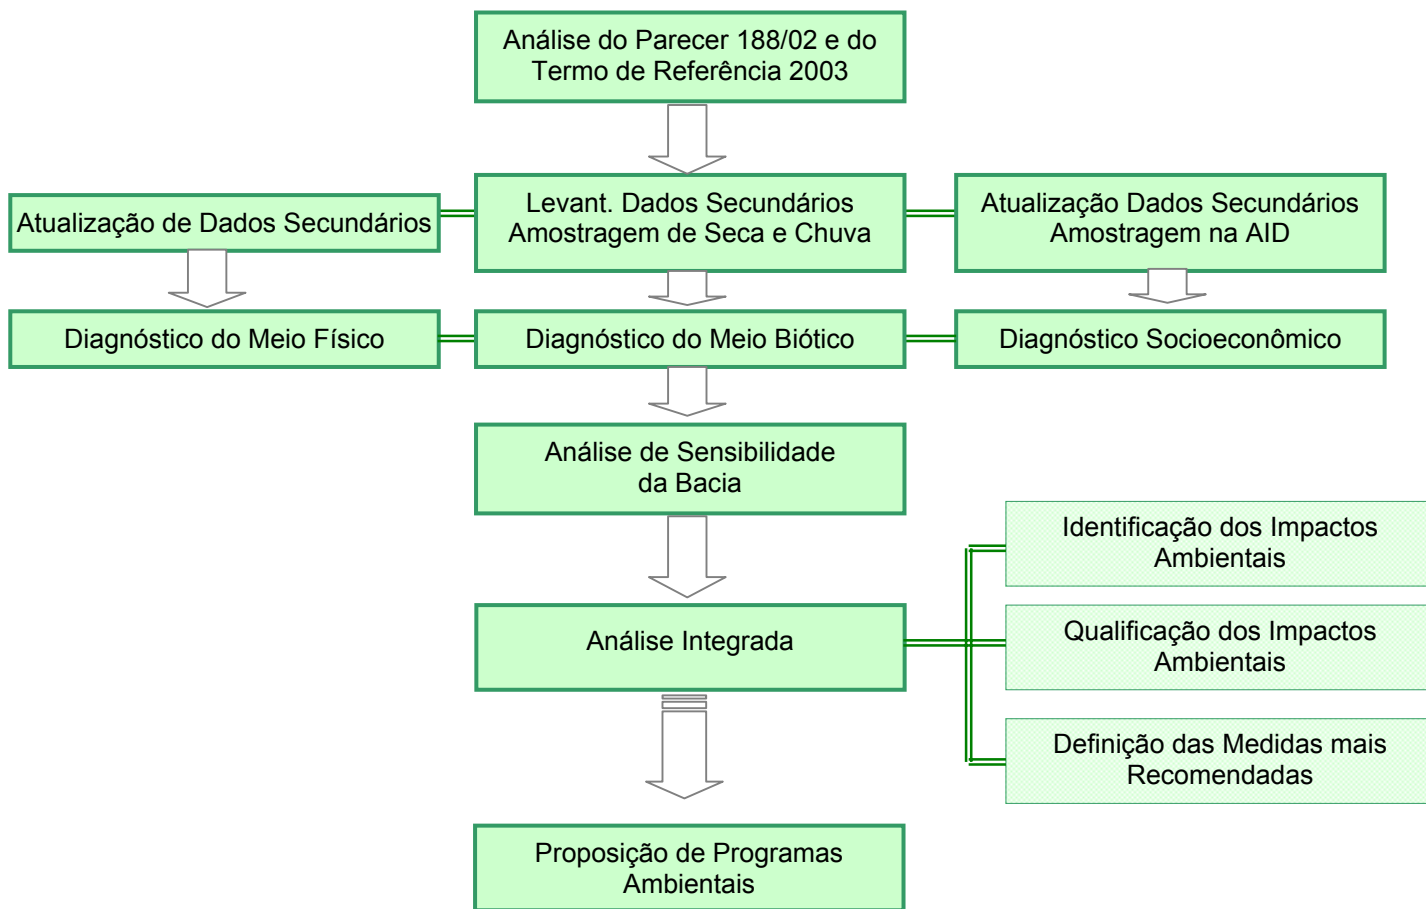 Análise do Parecer 188/02 e do
Termo de Referência 2003
Atualização de Dados Secundários
Levant. Dados Secundários
Amostragem de Seca e Chuva
Atualização Dados Secundários
Amostragem na AID
Diagnóstico do Meio Físico
Diagnóstico do Meio Biótico
Diagnóstico Socioeconômico
Análise de Sensibilidade
da Bacia
Identificação dos Impactos
Ambientais
Análise Integrada
Qualificação dos Impactos
Ambientais
Definição das Medidas mais
Recomendadas
Proposição de Programas
Ambientais